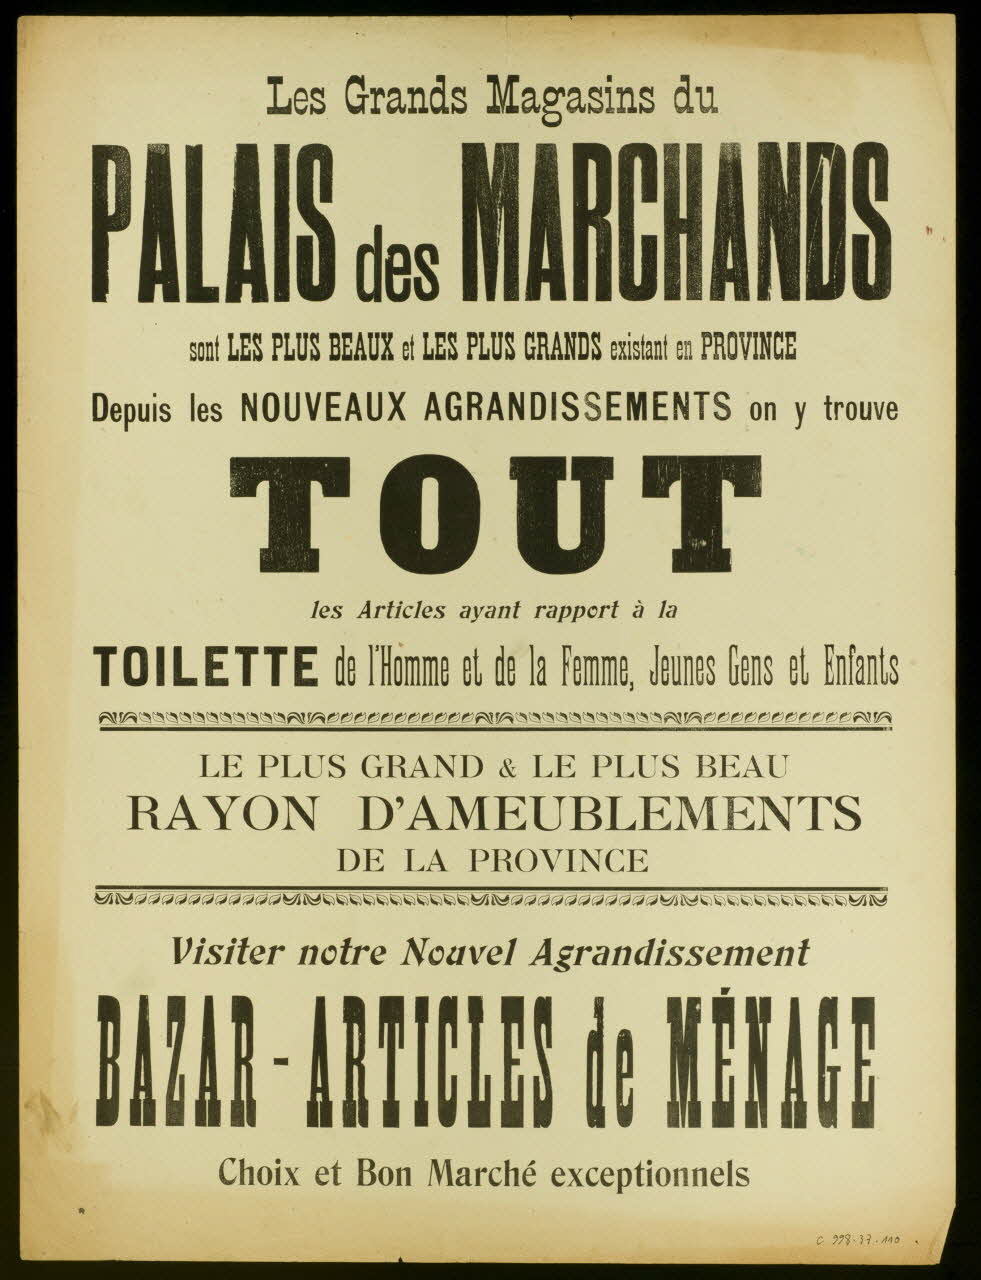 Les Grands Magasins du
PALAIS des MARCHANDS
sont LES PLUS BEAUX et LES PLUS GRANDS existant en PROVINCE
Depuis les NOUVEAUX AGRANDISSEMENTS on y trouve
TOUT
les Articles ayant rapport à la
TOILETTE de l'Homme et de la Femme, Jeunes Gens et Enfants
LE PLUS GRAND & LE PLUS BEAU
RAYON D'AMEUBLEMENTS
DE LA PROVINCE
Visiter notre Nouvel Agrandissement
BAZAR - ARTICLES de MÉNAGE
Choix et Bon Marché exceptionnels
C 998.37.110